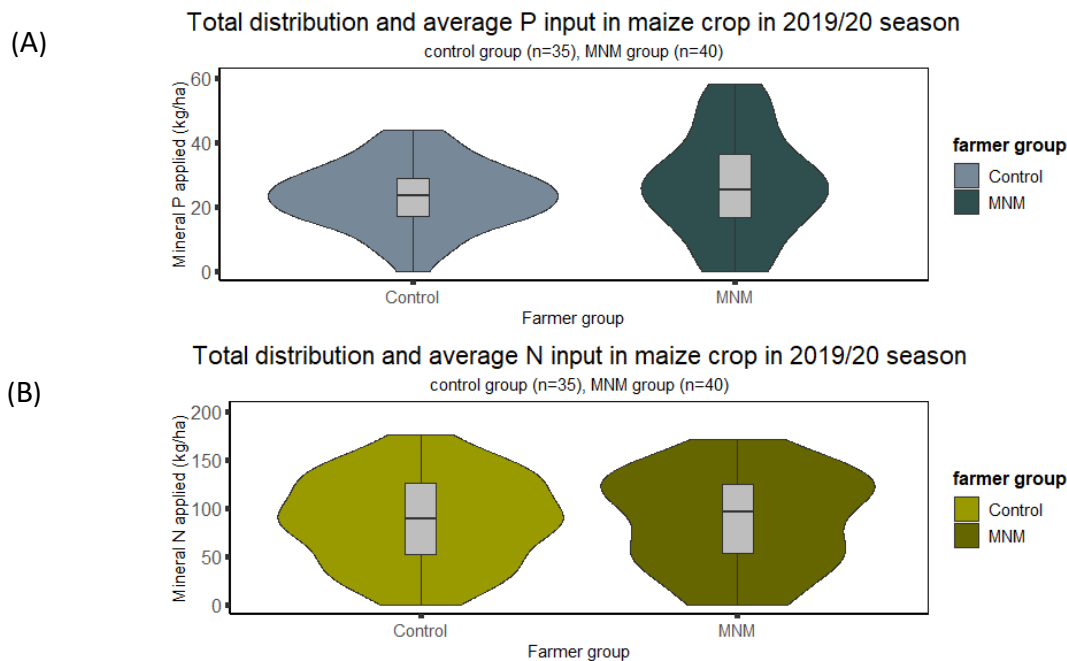 (A)
Total distribution and average P input in maize crop in 2019/20 season
control group (n=35), MNM group (n=40)
Mineral P applied (kg/ha)
60
40
20
0
Control
MNM
Farmer group
farmer group
Control
MNM
(B)
Total distribution and average N input in maize crop in 2019/20 season
control group (n=35), MNM group (n=40)
Mineral N applied (kg/ha)
200
150
100
50
0
Control
MNM
Farmer group
farmer group
Control
MNM